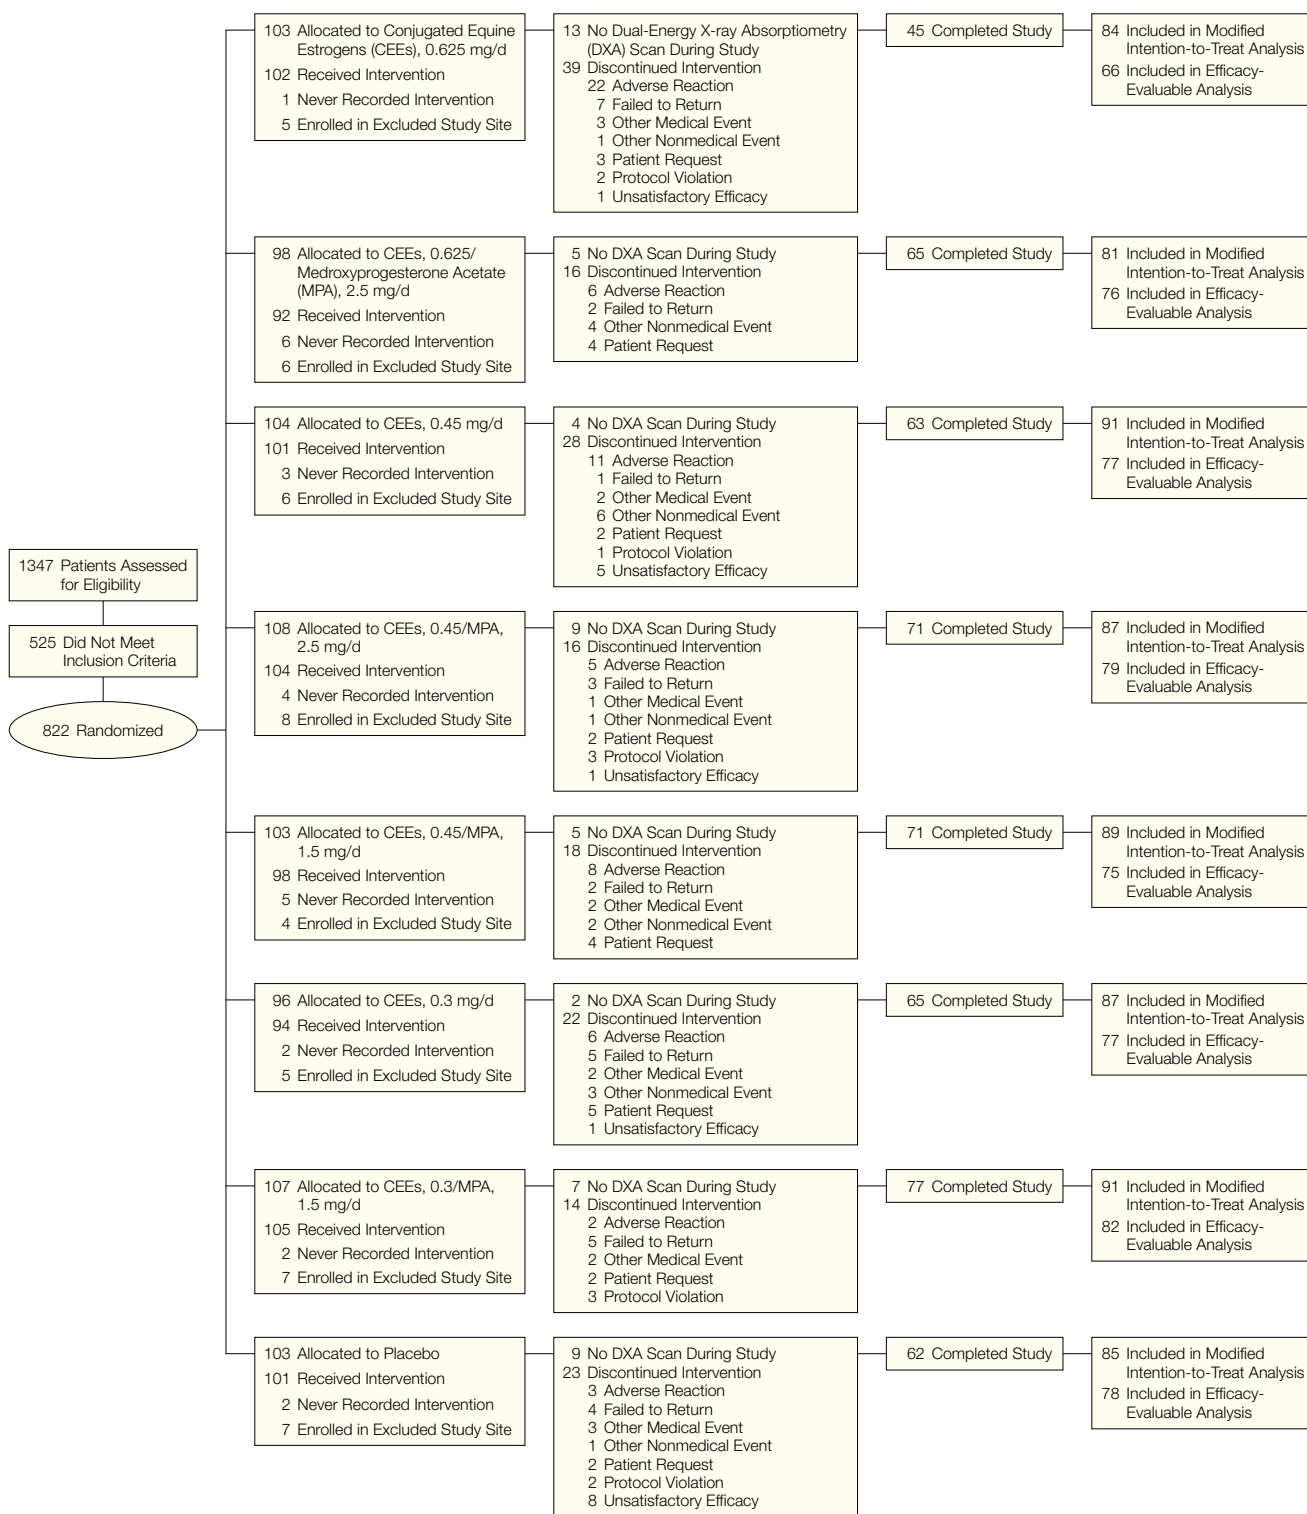 1347 Patients Assessed
for Eligibility
525 Did Not Meet
Inclusion Criteria
822 Randomized
103 Allocated to Conjugated Equine
Estrogens (CEEs), 0.625 mg/d
102 Received Intervention
1 Never Recorded Intervention
5 Enrolled in Excluded Study Site
13 No Dual-Energy X-ray Absorptiometry
(DXA) Scan During Study
39 Discontinued Intervention
22 Adverse Reaction
7 Failed to Return
3 Other Medical Event
1 Other Nonmedical Event
3 Patient Request
2 Protocol Violation
1 Unsatisfactory Efficacy
45 Completed Study
84 Included in Modified
Intention-to-Treat Analysis
66 Included in Efficacy-
Evaluable Analysis
98 Allocated to CEEs, 0.625/
Medroxyprogesterone Acetate
(MPA), 2.5 mg/d
92 Received Intervention
6 Never Recorded Intervention
6 Enrolled in Excluded Study Site
5 No DXA Scan During Study
16 Discontinued Intervention
6 Adverse Reaction
2 Failed to Return
4 Other Nonmedical Event
4 Patient Request
65 Completed Study
81 Included in Modified
Intention-to-Treat Analysis
76 Included in Efficacy-
Evaluable Analysis
104 Allocated to CEEs, 0.45 mg/d
101 Received Intervention
3 Never Recorded Intervention
6 Enrolled in Excluded Study Site
4 No DXA Scan During Study
28 Discontinued Intervention
11 Adverse Reaction
1 Failed to Return
2 Other Medical Event
6 Other Nonmedical Event
2 Patient Request
1 Protocol Violation
5 Unsatisfactory Efficacy
63 Completed Study
91 Included in Modified
Intention-to-Treat Analysis
77 Included in Efficacy-
Evaluable Analysis
108 Allocated to CEEs, 0.45/MPA,
2.5 mg/d
104 Received Intervention
4 Never Recorded Intervention
8 Enrolled in Excluded Study Site
9 No DXA Scan During Study
16 Discontinued Intervention
5 Adverse Reaction
3 Failed to Return
1 Other Medical Event
1 Other Nonmedical Event
2 Patient Request
3 Protocol Violation
1 Unsatisfactory Efficacy
71 Completed Study
87 Included in Modified
Intention-to-Treat Analysis
79 Included in Efficacy-
Evaluable Analysis
103 Allocated to CEEs, 0.45/MPA,
1.5 mg/d
98 Received Intervention
5 Never Recorded Intervention
4 Enrolled in Excluded Study Site
5 No DXA Scan During Study
18 Discontinued Intervention
8 Adverse Reaction
2 Failed to Return
2 Other Medical Event
2 Other Nonmedical Event
4 Patient Request
71 Completed Study
89 Included in Modified
Intention-to-Treat Analysis
75 Included in Efficacy-
Evaluable Analysis
96 Allocated to CEEs, 0.3 mg/d
94 Received Intervention
2 Never Recorded Intervention
5 Enrolled in Excluded Study Site
2 No DXA Scan During Study
22 Discontinued Intervention
6 Adverse Reaction
5 Failed to Return
2 Other Medical Event
3 Other Nonmedical Event
5 Patient Request
1 Unsatisfactory Efficacy
65 Completed Study
87 Included in Modified
Intention-to-Treat Analysis
77 Included in Efficacy-
Evaluable Analysis
107 Allocated to CEEs, 0.3/MPA,
1.5 mg/d
105 Received Intervention
2 Never Recorded Intervention
7 Enrolled in Excluded Study Site
7 No DXA Scan During Study
14 Discontinued Intervention
2 Adverse Reaction
5 Failed to Return
2 Other Medical Event
2 Patient Request
3 Protocol Violation
77 Completed Study
91 Included in Modified
Intention-to-Treat Analysis
82 Included in Efficacy-
Evaluable Analysis
103 Allocated to Placebo
101 Received Intervention
2 Never Recorded Intervention
7 Enrolled in Excluded Study Site
9 No DXA Scan During Study
23 Discontinued Intervention
3 Adverse Reaction
4 Failed to Return
3 Other Medical Event
1 Other Nonmedical Event
2 Patient Request
2 Protocol Violation
8 Unsatisfactory Efficacy
62 Completed Study
85 Included in Modified
Intention-to-Treat Analysis
78 Included in Efficacy-
Evaluable Analysis